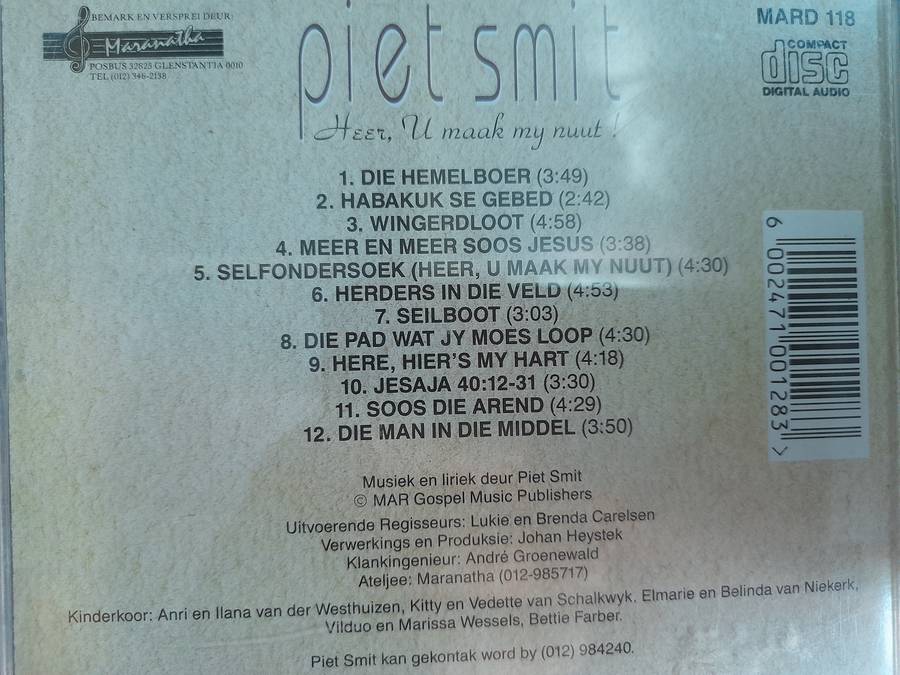 BEMARK EN VERSPREI DEUR:
Maranatha
POSBUS 32823 GLENSTANTIA 0010
TEL (012) 348-2138
piet smit
Heer, U maak my nuut !
MARD 118
COMPACT
disc
DIGITAL AUDIO
1. DIE HEMELBOER (3:49)
2. HABAKUK SE GEBED (2:42)
3. WINGERDLOOT (4:58)
4. MEER EN MEER SOOS JESUS (3:38)
5. SELFONDERSOEK (HEER, U MAAK MY NUUT) (4:30)
6. HERDERS IN DIE VELD (4:53)
7. SEILBOOT (3:03)
8. DIE PAD WAT JY MOES LOOP (4:30)
9. HERE, HIER'S MY HART (4:18)
10. JESAJA 40:12-31 (3:30)
11. SOOS DIE AREND (4:29)
12. DIE MAN IN DIE MIDDEL (3:50)
6 002471 001283 >
Musiek en liriek deur Piet Smit
© MAR Gospel Music Publishers
Uitvoerende Regisseurs: Lukie en Brenda Carelsen
Verwerkings en Produksie: Johan Heystek
Klankingenieur: André Groenewald
Ateljee: Maranatha (012-985717)
Kinderkoor: Anri en Ilana van der Westhuizen, Kitty en Vedette van Schalkwyk. Elmarie en Belinda van Niekerk,
Vilduo en Marissa Wessels, Bettie Farber.
Piet Smit kan gekontak word by (012) 984240.